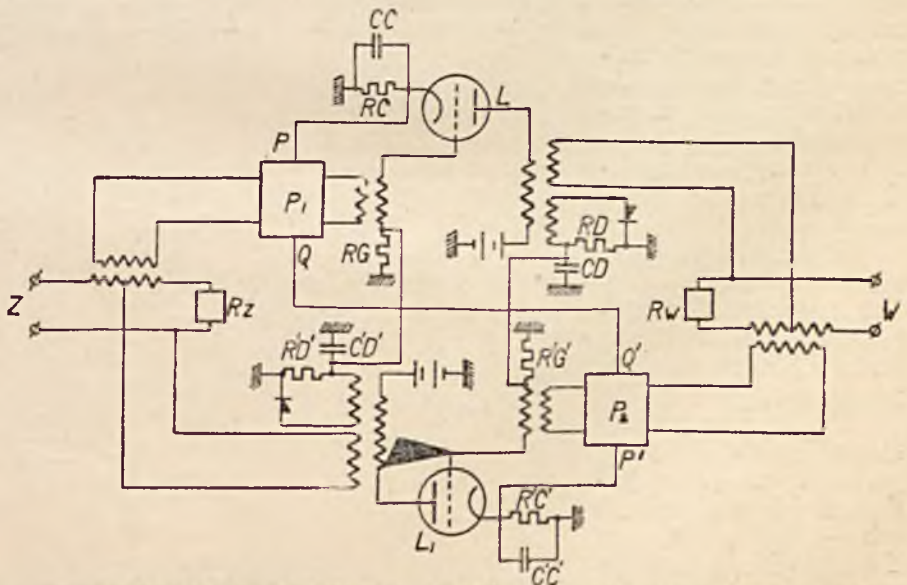 CC
RC
L
P
P1
Q
RG
RD
CD
Z
Rz
Rw
W
R'D'
C'D'
R'G'
Q'
P2
P'
R'C'
L1
C'C'